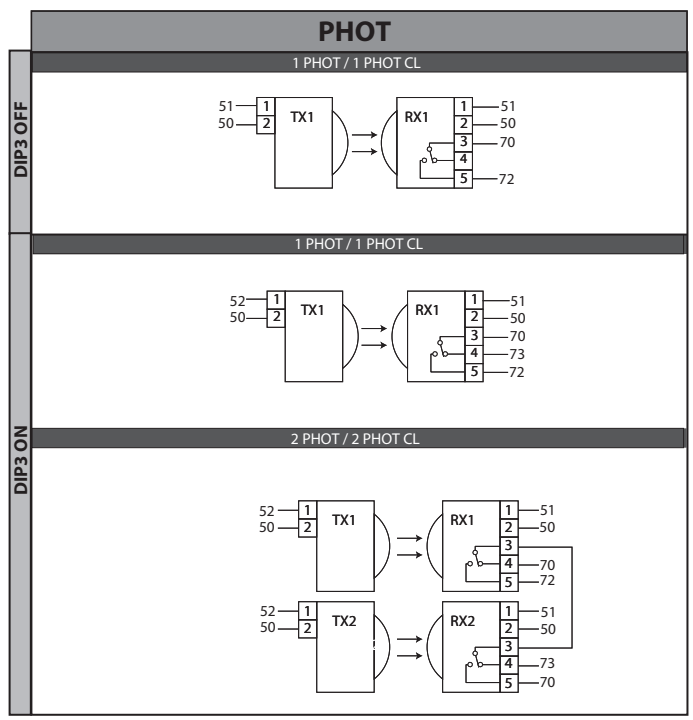 PHOT
DIP3 OFF
1 PHOT / 1 PHOT CL
51 1 TX1 RX1 1 51
50 2 2 50
3 70
4
5 72
DIP3 ON
1 PHOT / 1 PHOT CL
52 1 TX1 RX1 1 51
50 2 2 50
3 70
4 73
5 72
2 PHOT / 2 PHOT CL
52 1 TX1 RX1 1 51
50 2 2 50
3
4 70
5 72
52 1 TX2 RX2 1 51
50 2 2 50
3
4 73
5 70